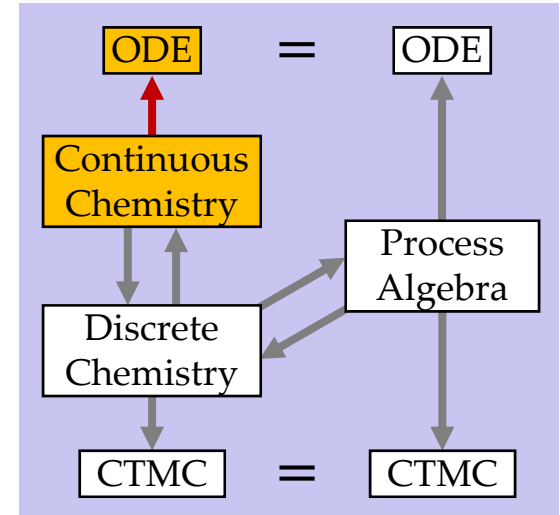 ODE = ODE
Continuous
Chemistry
Process
Algebra
Discrete
Chemistry
CTMC = CTMC